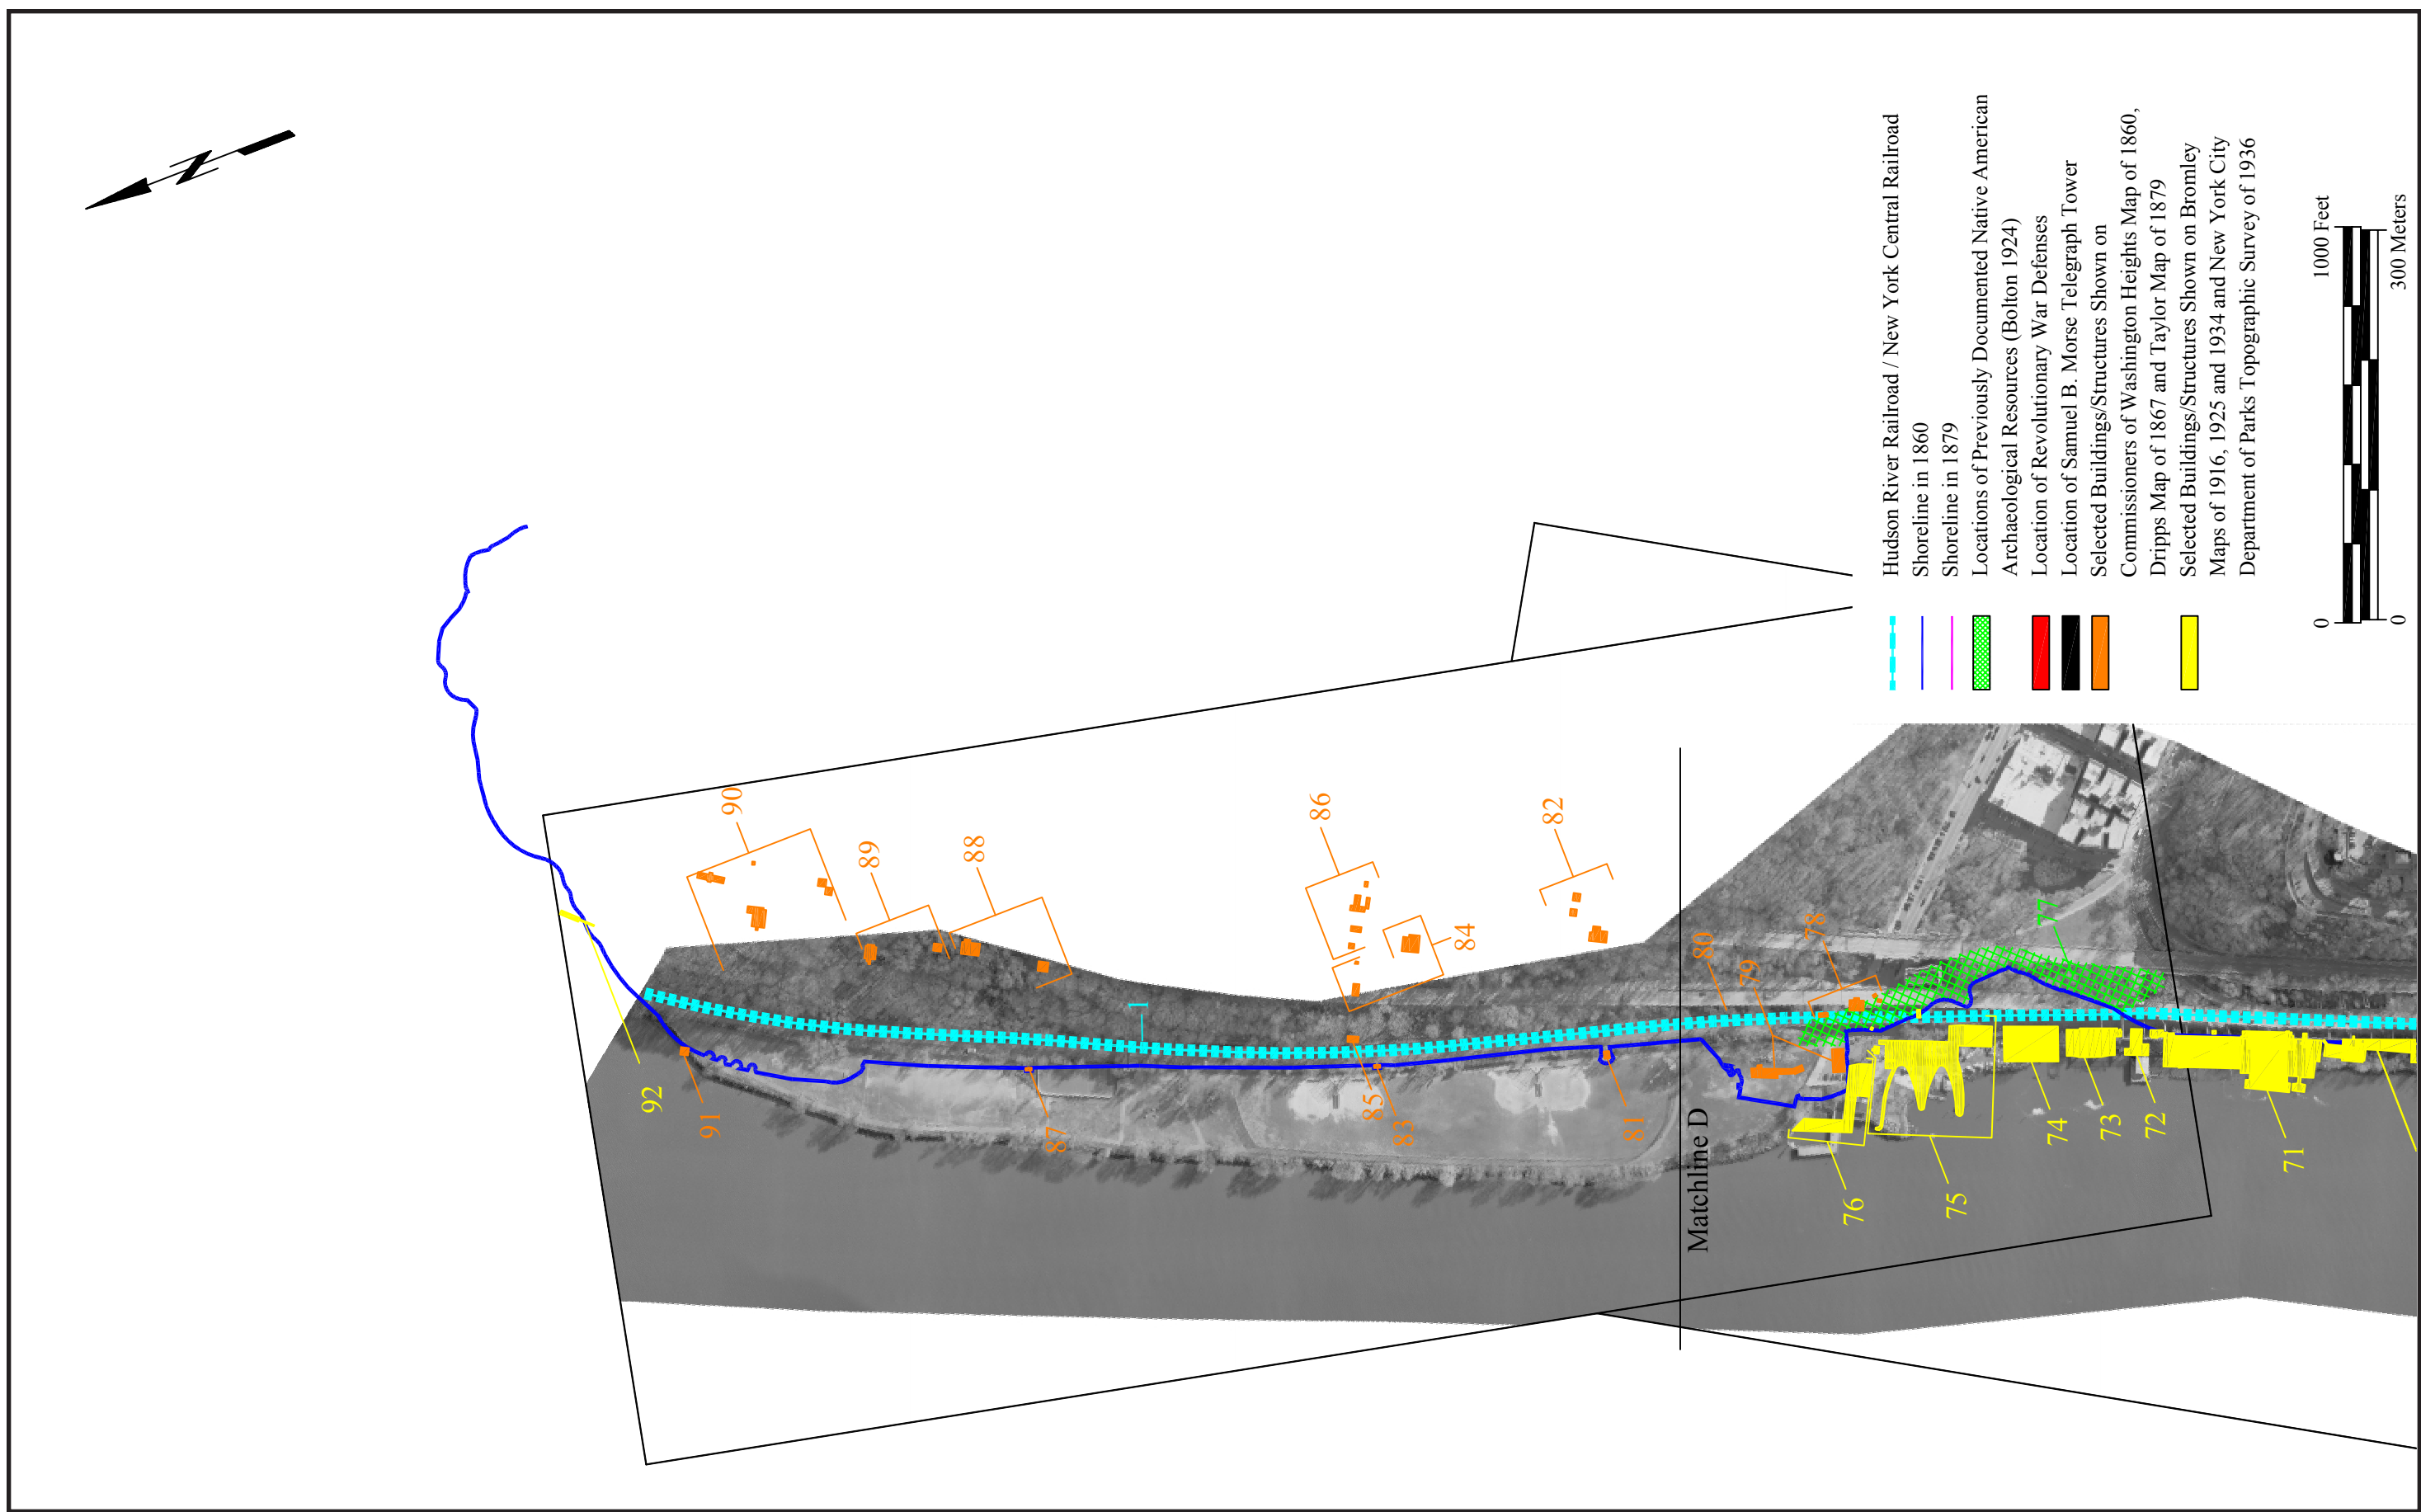 N
Hudson River Railroad / New York Central Railroad
Shoreline in 1860
Shoreline in 1879
Locations of Previously Documented Native American
Archaeological Resources (Bolton 1924)
Location of Revolutionary War Defenses
Location of Samuel B. Morse Telegraph Tower
Selected Buildings/Structures Shown on
Commissioners of Washington Heights Map of 1860,
Dripps Map of 1867 and Taylor Map of 1879
Selected Buildings/Structures Shown on Bromley
Maps of 1916, 1925 and 1934 and New York City
Department of Parks Topographic Survey of 1936
0
1000 Feet
0
300 Meters
92
91
90
89
88
87
1
86
85
83
84
82
81
Matchline D
80
79
78
77
76
75
74
73
72
71